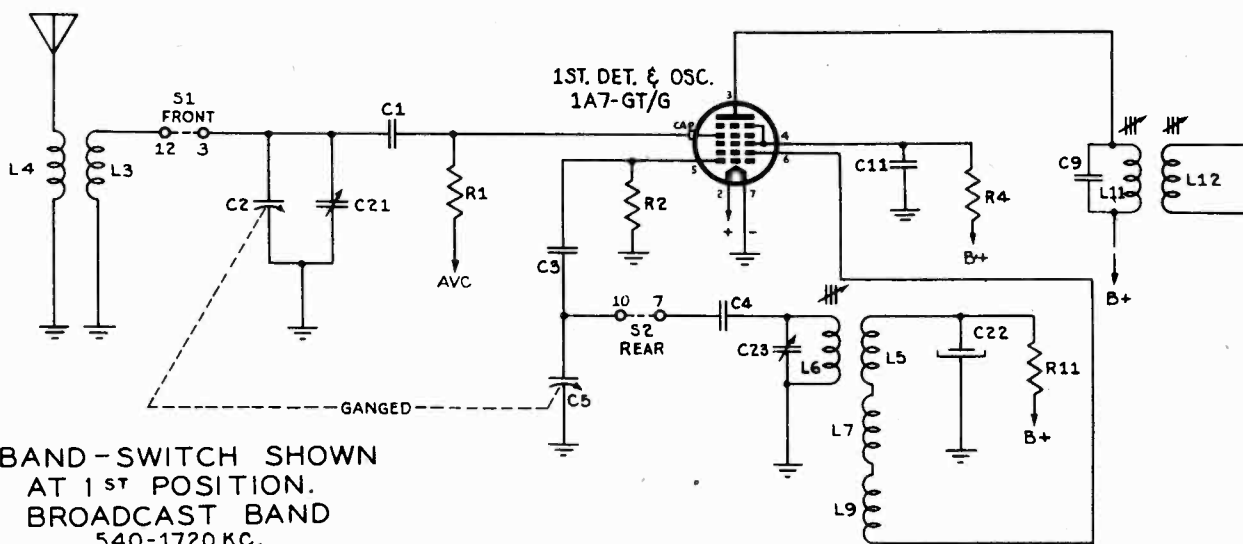 1ST. DET. & OSC.
1A7-GT/G
S1
FRONT
12 3
C1
CAP
3
4
6
5
2 7
+ -
L4
L3
C2
C21
R1
AVC
R2
C11
R4
B+
C9
L11
L12
B+
C3
10 7
S2
REAR
C4
C23
L6
L5
C22
R11
B+
C5
GANGED
L7
L9
BAND-SWITCH SHOWN
AT 1ST POSITION.
BROADCAST BAND
540-1720 KC.